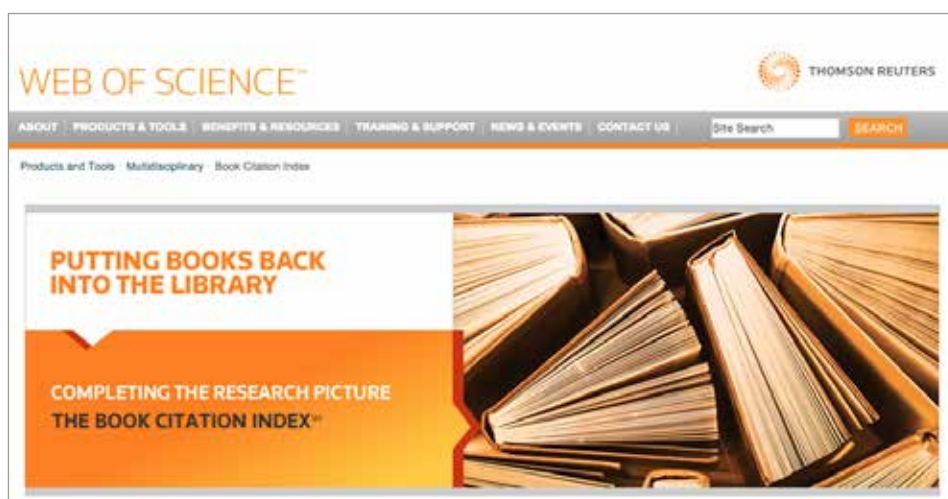 WEB OF SCIENCE™
THOMSON REUTERS
ABOUT PRODUCTS & TOOLS BENEFITS & RESOURCES TRAINING & SUPPORT NEWS & EVENTS CONTACT US Site Search SEARCH
Products and Tools Multidisciplinary Book Citation Index
PUTTING BOOKS BACK
INTO THE LIBRARY
COMPLETING THE RESEARCH PICTURE
THE BOOK CITATION INDEX℠